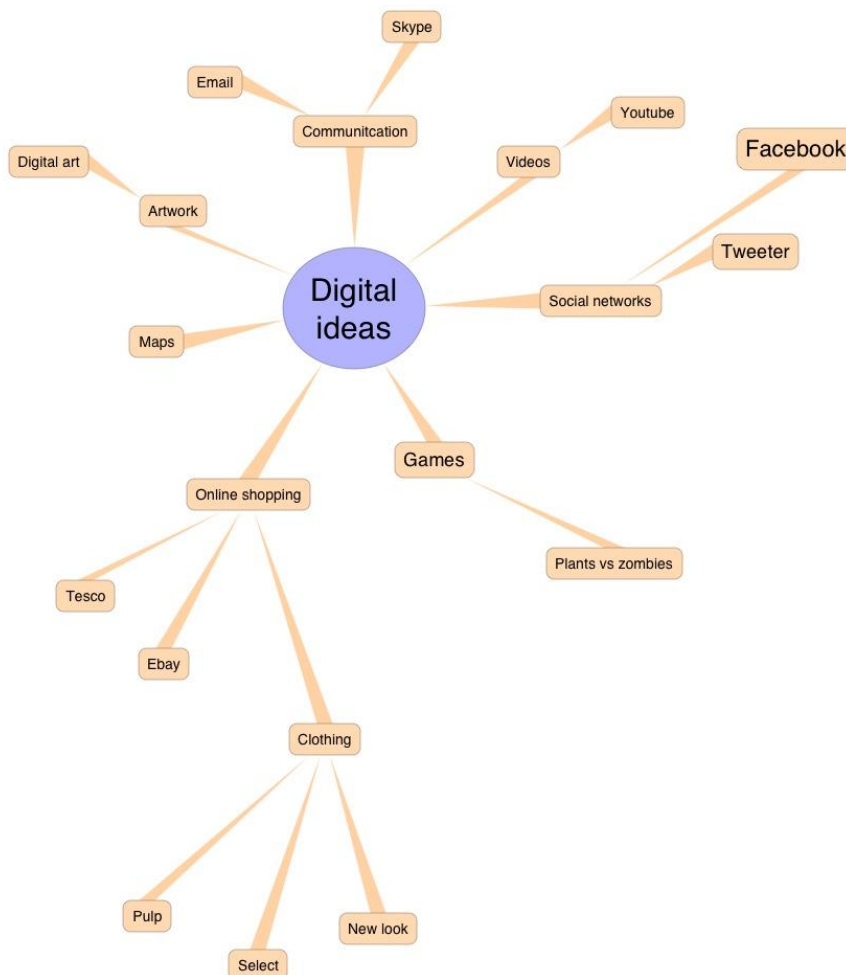 Skype
Email
Communitcation
Youtube
Videos
Facebook
Digital art
Artwork
Tweeter
Social networks
Digital
ideas
Maps
Games
Online shopping
Plants vs zombies
Tesco
Ebay
Clothing
Pulp
New look
Select